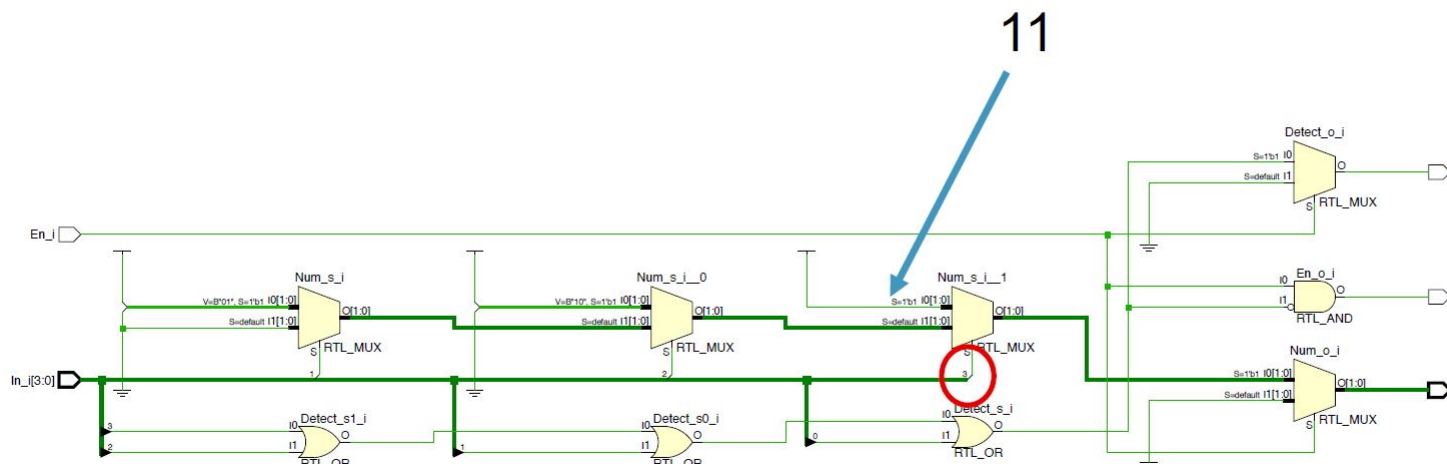 11
Detect_o_i
S=1'b1 I0
O
S=default I1
S
RTL_MUX
En_i
Num_s_i
V=B"01", S=1'b1 I0[1:0]
O[1:0]
S=default I1[1:0]
S
RTL_MUX
Num_s_i__0
V=B"10", S=1'b1 I0[1:0]
O[1:0]
S=default I1[1:0]
S
RTL_MUX
Num_s_i__1
S=1'b1 I0[1:0]
O[1:0]
S=default I1[1:0]
S
RTL_MUX
En_o_i
I0
O
I1
RTL_AND
In_i[3:0]
1
2
3
Num_o_i
S=1'b1 I0[1:0]
O[1:0]
S=default I1[1:0]
S
RTL_MUX
Detect_s1_i
3
I0
O
2
I1
RTL_OR
Detect_s0_i
I0
O
1
I1
RTL_OR
Detect_s_i
I0
O
0
I1
RTL_OR